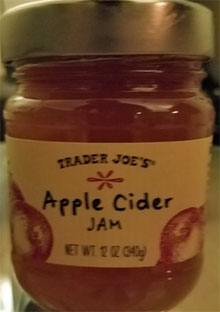 TRADER JOE'S®
Apple Cider
JAM
NET WT. 12 OZ (340g)